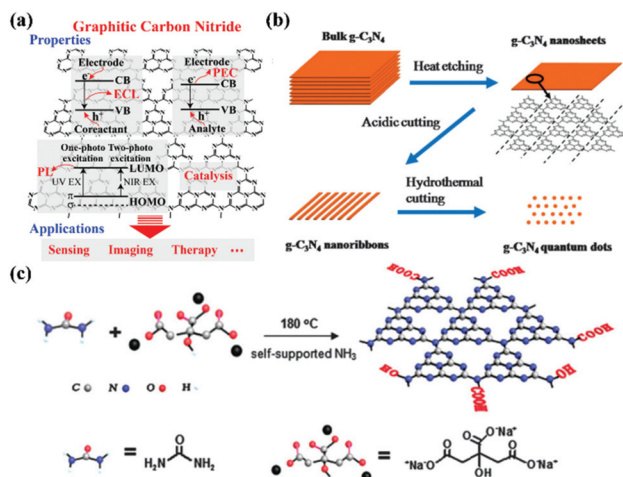 (a)
Graphitic Carbon Nitride
Properties
Electrode
e⁻
CB
ECL
VB
h⁺
Coreactant
Electrode
PEC
e⁻
CB
VB
h⁺
Analyte
One-photo excitation
Two-photo excitation
PL
LUMO
UV EX
NIR EX
Catalysis
π
σ
HOMO
Applications
Sensing Imaging Therapy ···
(b)
Bulk g-C₃N₄
g-C₃N₄ nanosheets
Heat etching
Acidic cutting
Hydrothermal cutting
g-C₃N₄ nanoribbons
g-C₃N₄ quantum dots
(c)
+
180 °C
self-supported NH₃
COOH
COOH
COOH
COOH
HO
OH
COOH
C N O H
=
O
H₂N NH₂
=
O O⁻Na⁺
O O
⁺Na⁻O OH O⁻Na⁺